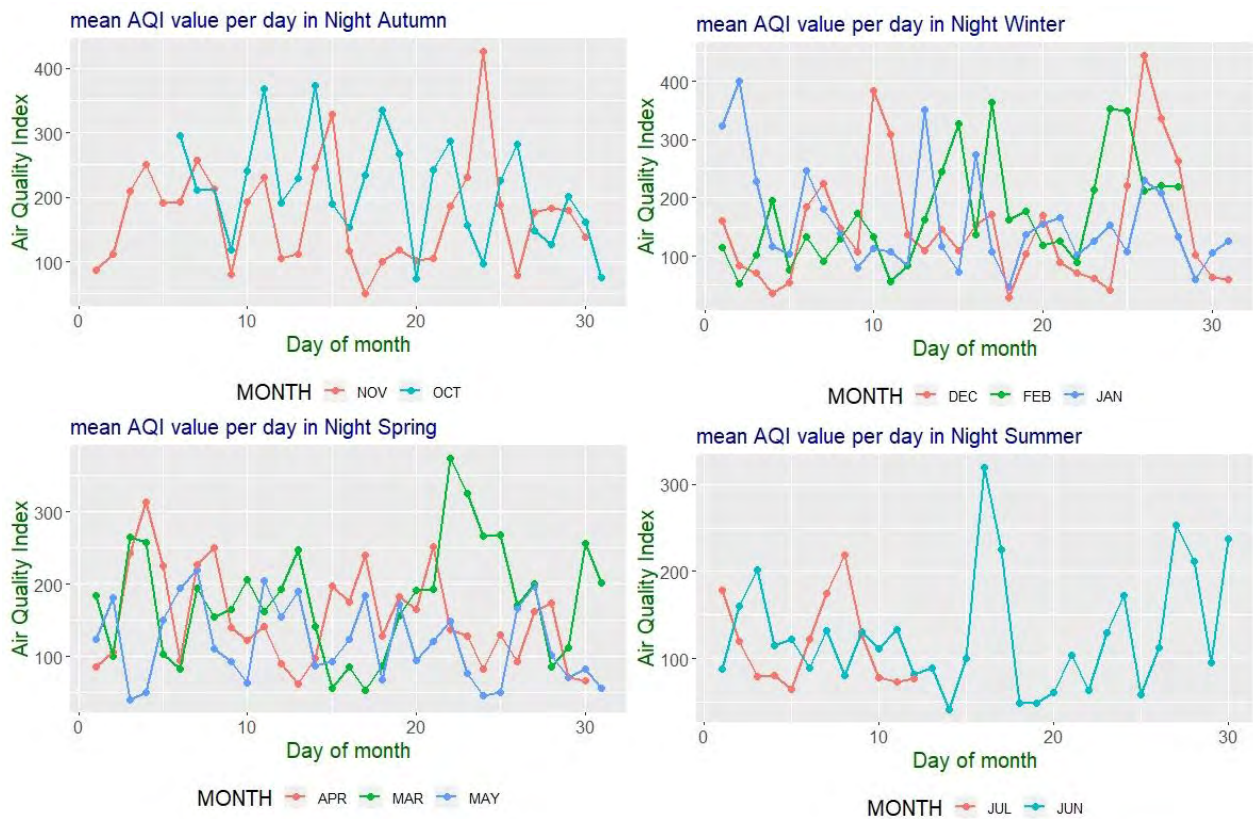 mean AQI value per day in Night Autumn
Air Quality Index
400
300
200
100
0
10
20
30
Day of month
MONTH NOV OCT
mean AQI value per day in Night Winter
Air Quality Index
400
300
200
100
0
10
20
30
Day of month
MONTH DEC FEB JAN
mean AQI value per day in Night Spring
Air Quality Index
300
200
100
0
10
20
30
Day of month
MONTH APR MAR MAY
mean AQI value per day in Night Summer
Air Quality Index
300
200
100
0
10
20
30
Day of month
MONTH JUL JUN